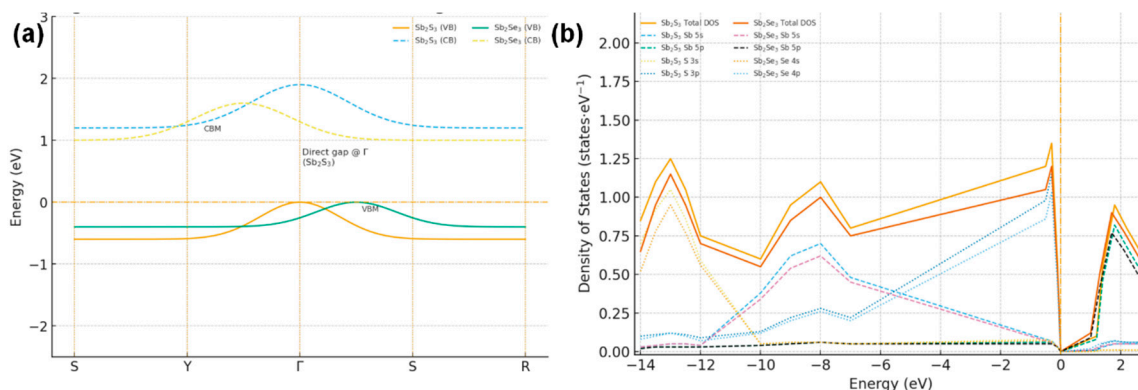 (a)
Sb₂S₃ (VB)
Sb₂S₃ (CB)
Sb₂Se₃ (VB)
Sb₂Se₃ (CB)
Energy (eV)
3
2
1
0
−1
−2
CBM
Direct gap @ Γ
(Sb₂S₃)
VBM
S
Y
Γ
S
R
(b)
Sb₂S₃ Total DOS
Sb₂S₃ Sb 5s
Sb₂S₃ Sb 5p
Sb₂S₃ S 3s
Sb₂S₃ S 3p
Sb₂Se₃ Total DOS
Sb₂Se₃ Sb 5s
Sb₂Se₃ Sb 5p
Sb₂Se₃ Se 4s
Sb₂Se₃ Se 4p
Density of States (states·eV⁻¹)
2.00
1.75
1.50
1.25
1.00
0.75
0.50
0.25
0.00
−14
−12
−10
−8
−6
−4
−2
0
2
Energy (eV)